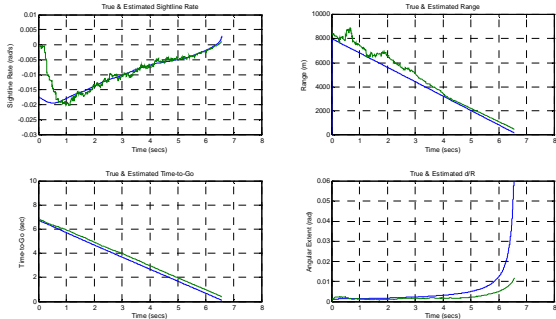 True & Estimated Sightline Rate
Sightline Rate (rad/s)
0.01
0.005
0
-0.005
-0.01
-0.015
-0.02
-0.025
-0.03
0 1 2 3 4 5 6 7 8
Time (secs)
True & Estimated Range
Range (m)
10000
8000
6000
4000
2000
0
0 1 2 3 4 5 6 7 8
Time (secs)
True & Estimated Time-to-Go
Time-to-Go (sec)
10
8
6
4
2
0
0 1 2 3 4 5 6 7 8
Time (secs)
True & Estimated d/R
Angular Extent (rad)
0.06
0.05
0.04
0.03
0.02
0.01
0
0 1 2 3 4 5 6 7 8
Time (secs)